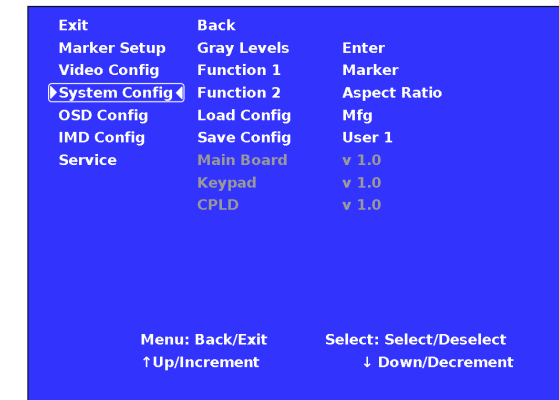 Exit Back
Marker Setup Gray Levels Enter
Video Config Function 1 Marker
System Config Function 2 Aspect Ratio
OSD Config Load Config Mfg
IMD Config Save Config User 1
Service Main Board v 1.0
Keypad v 1.0
CPLD v 1.0
Menu: Back/Exit Select: Select/Deselect
↑Up/Increment ↓ Down/Decrement